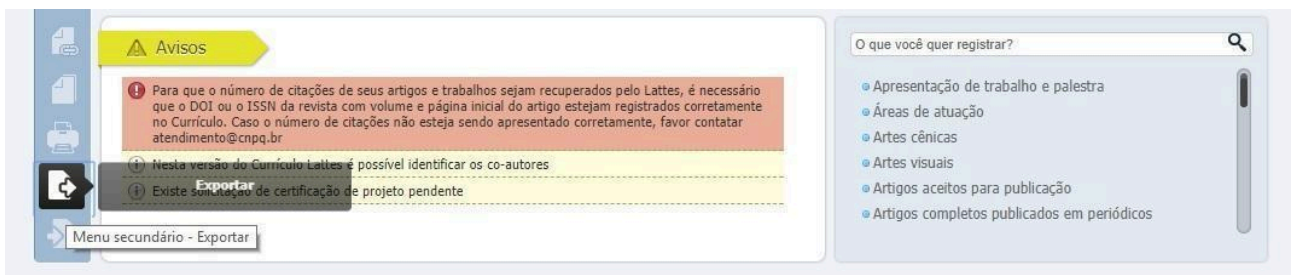 Avisos
Para que o número de citações de seus artigos e trabalhos sejam recuperados pelo Lattes, é necessário
que o DOI ou o ISSN da revista com volume e página inicial do artigo estejam registrados corretamente
no Currículo. Caso o número de citações não esteja sendo apresentado corretamente, favor contatar
atendimento@cnpq.br
Nesta versão do Currículo Lattes é possível identificar os co-autores
Existe solicitação de certificação de projeto pendente
Exportar
Menu secundário - Exportar
O que você quer registrar?
Apresentação de trabalho e palestra
Áreas de atuação
Artes cênicas
Artes visuais
Artigos aceitos para publicação
Artigos completos publicados em periódicos